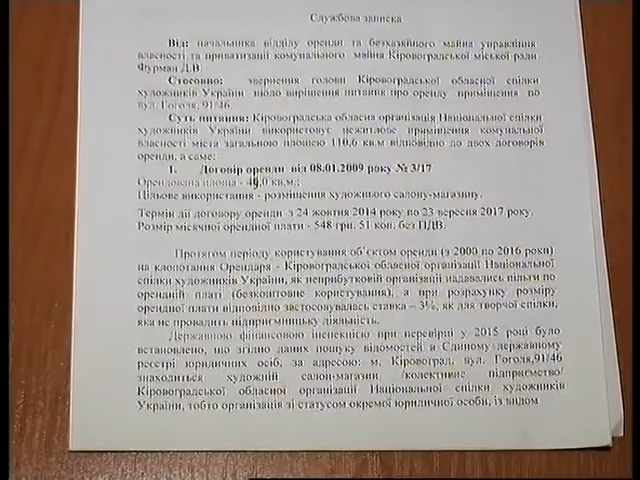 Службова записка
Від: начальника відділу оренди та безхазяйного майна управління
власності та приватизації комунального майна Кіровоградської міської ради
Фурман Л.В.
Стосовно: звернення голови Кіровоградської обласної спілки
художників України щодо вирішення питання про оренду приміщення по
вул. Гоголя, 91/46
Суть питання: Кіровоградська обласна організація Національної спілки
художників України використовує нежитлове приміщення комунальної
власності міста загальною площею 110,6 кв.м відповідно до двох договорів
оренди, а саме:
1. Договір оренди від 08.01.2009 року № 3/17
Орендована площа - кв.м.;
Цільове використання - розміщення художнього салону-магазину.
Термін дії договору оренди з 24 жовтня 2014 року по 23 вересня 2017 року.
Розмір місячної орендної плати - 548 грн. 51 коп. без ПДВ.
Протягом періоду користування об'єктом оренди (з 2000 по 2016 роки)
на клопотання Орендаря - Кіровоградської обласної організації Національної
спілки художників України, як неприбутковій організації надавались пільги по
орендній платі (безкоштовне користування), а при розрахунку розміру
орендної плати відповідно застосовувалась ставка – 3%, як для творчої спілки,
яка не провадить підприємницьку діяльність.
Державною фінансовою інспекцією при перевірці у 2015 році було
встановлено, що згідно даних пошуку відомостей в Єдиному державному
реєстрі юридичних осіб, за адресою: м. Кіровоград, вул. Гоголя,91/46
знаходиться художній салон-магазин /колективне підприємство/
Кіровоградської обласної організації Національної спілки художників
України, тобто організація зі статусом окремої юридичної особи, із видом